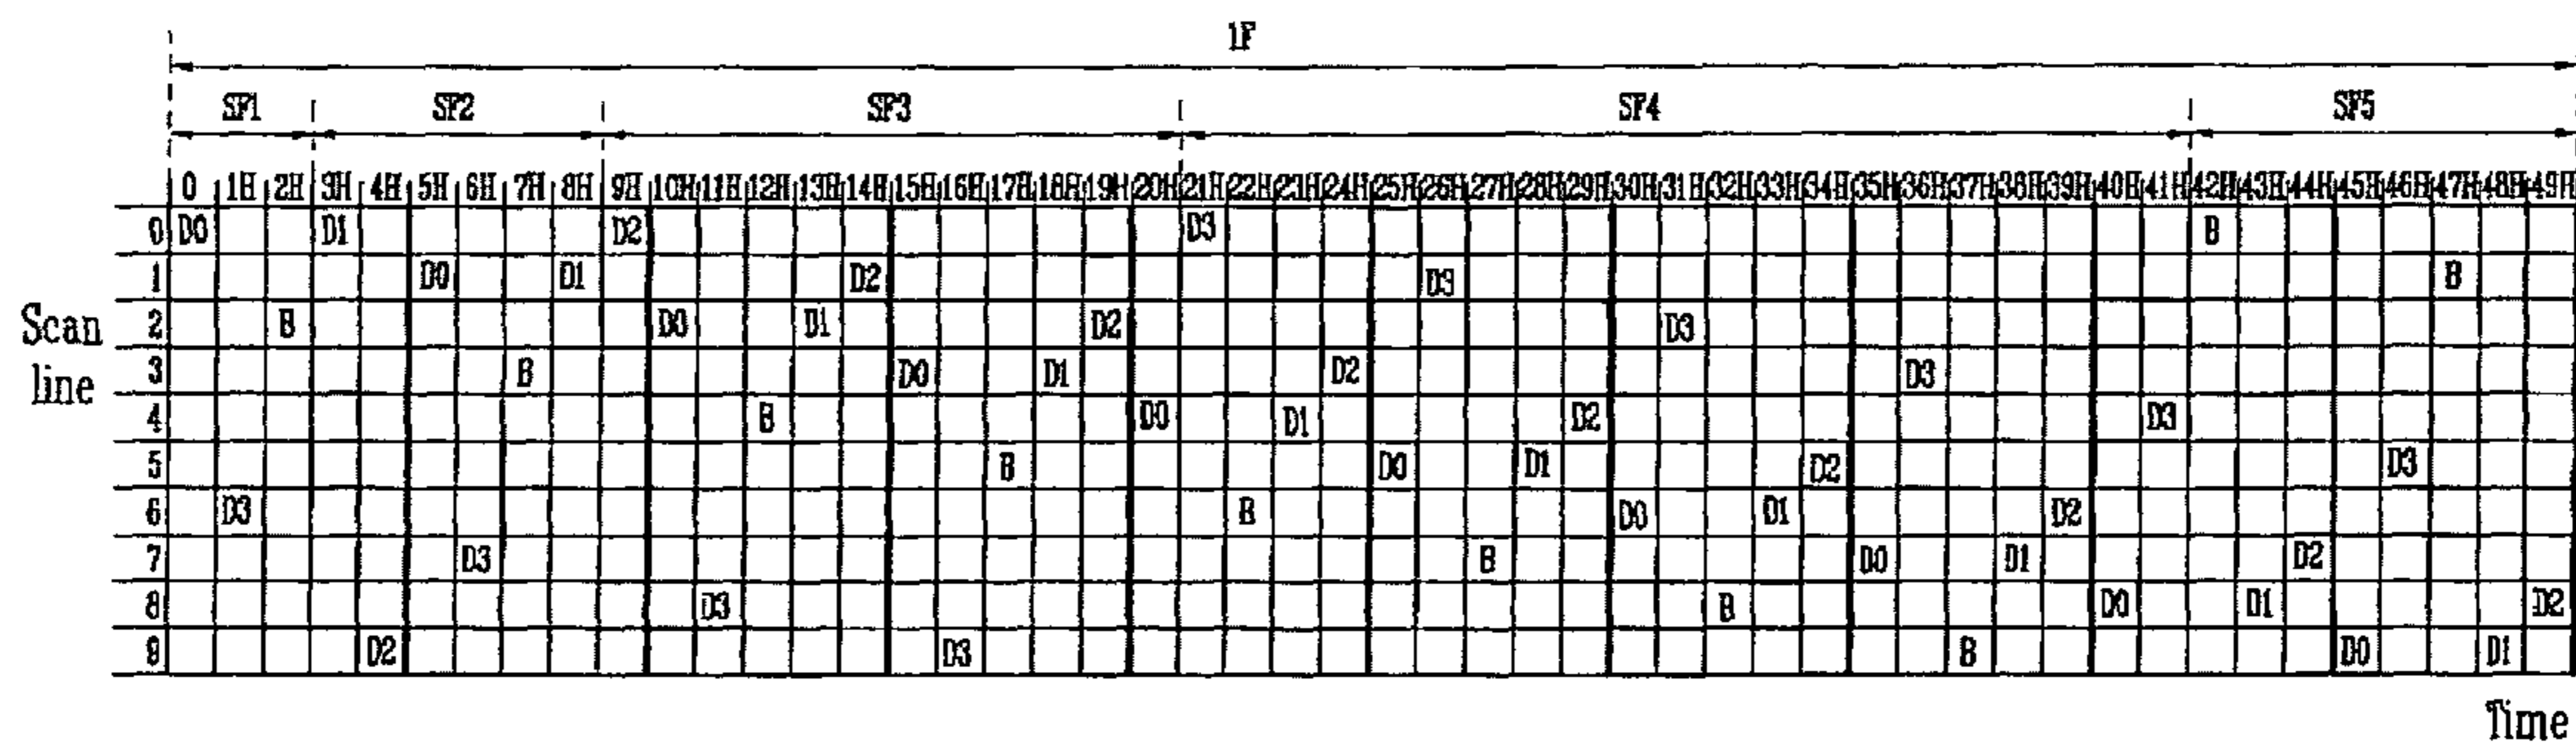 1F
SF1 SF2 SF3 SF4 SF5
0 1H 2H 3H 4H 5H 6H 7H 8H 9H 10H 11H 12H 13H 14H 15H 16H 17H 18H 19H 20H 21H 22H 23H 24H 25H 26H 27H 28H 29H 30H 31H 32H 33H 34H 35H 36H 37H 38H 39H 40H 41H 42H 43H 44H 45H 46H 47H 48H 49H
0 D0 D1 D2 D3 B
1 D0 D1 D2 D3 B
Scan
2 B D0 D1 D2 D3
3 B D0 D1 D2 D3
line
4 B D0 D1 D2 D3
5 B D0 D1 D2 D3
6 D3 B D0 D1 D2
7 D3 B D0 D1 D2
8 D3 B D0 D1 D2
9 D2 D3 B D0 D1
Time